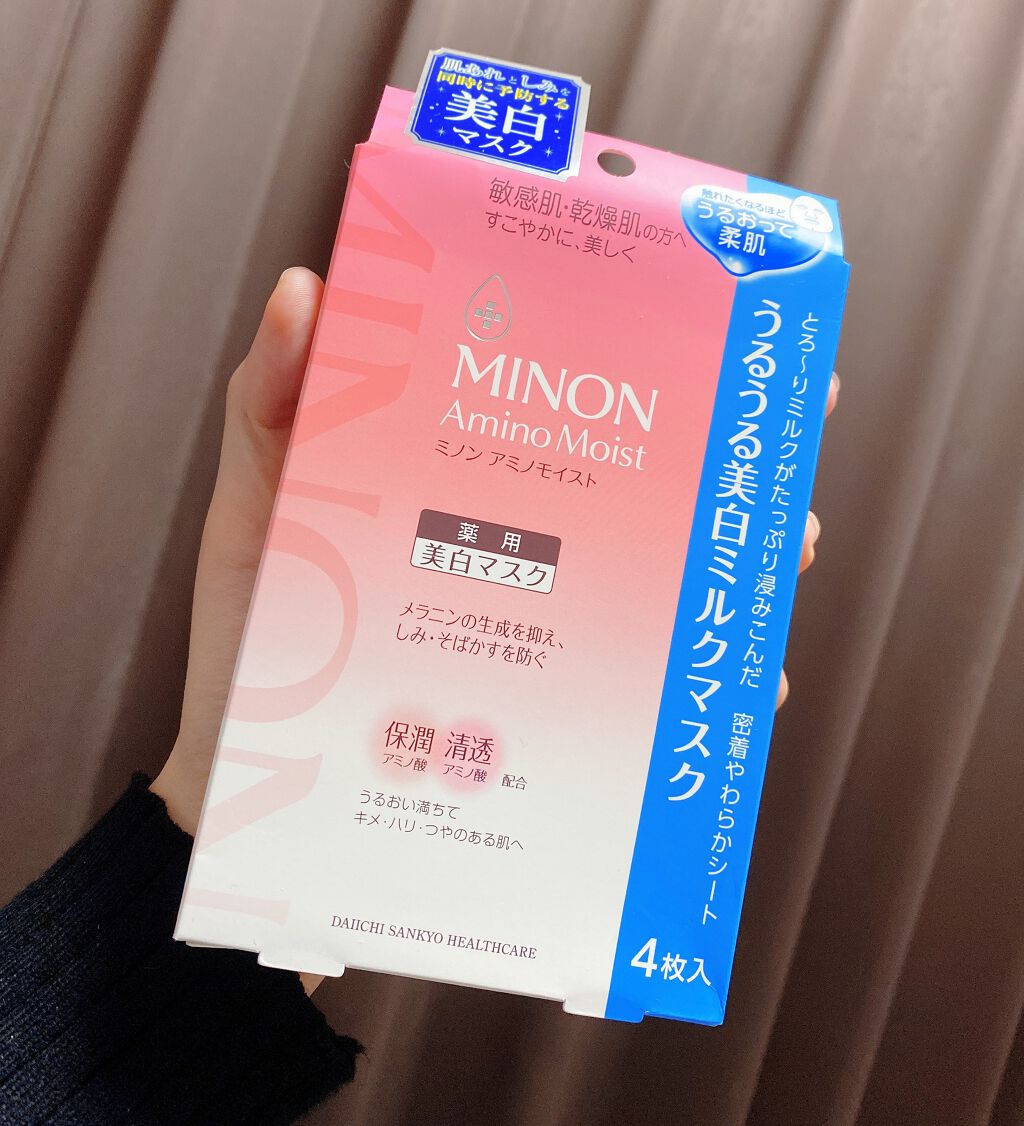 肌あれとしみを
同時に予防する
美白
マスク
敏感肌・乾燥肌の方へ
すこやかに、美しく
触れたくなるほど
うるおって
柔肌
MINON
MINON
Amino Moist
ミノン アミノモイスト
薬用
美白マスク
メラニンの生成を抑え、
しみ・そばかすを防ぐ
保潤 清透
アミノ酸 アミノ酸 配合
うるおい満ちて
キメ・ハリ・つやのある肌へ
DAIICHI SANKYO HEALTHCARE
とろ〜りミルクがたっぷり浸みこんだ 密着やわらかシート
うるうる美白ミルクマスク
4枚入